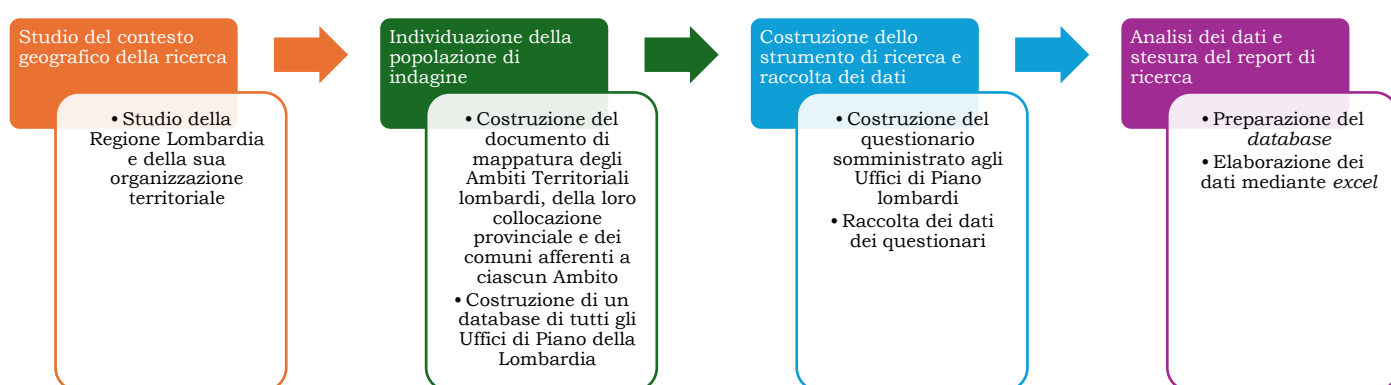 Studio del contesto
geografico della ricerca
• Studio della
Regione Lombardia
e della sua
organizzazione
territoriale
Individuazione della
popolazione di
indagine
• Costruzione del
documento di
mappatura degli
Ambiti Territoriali
lombardi, della loro
collocazione
provinciale e dei
comuni afferenti a
ciascun Ambito
• Costruzione di un
database di tutti gli
Uffici di Piano della
Lombardia
Costruzione dello
strumento di ricerca e
raccolta dei dati
• Costruzione del
questionario
somministrato agli
Uffici di Piano
lombardi
• Raccolta dei dati
dei questionari
Analisi dei dati e
stesura del report di
ricerca
• Preparazione del
database
• Elaborazione dei
dati mediante excel